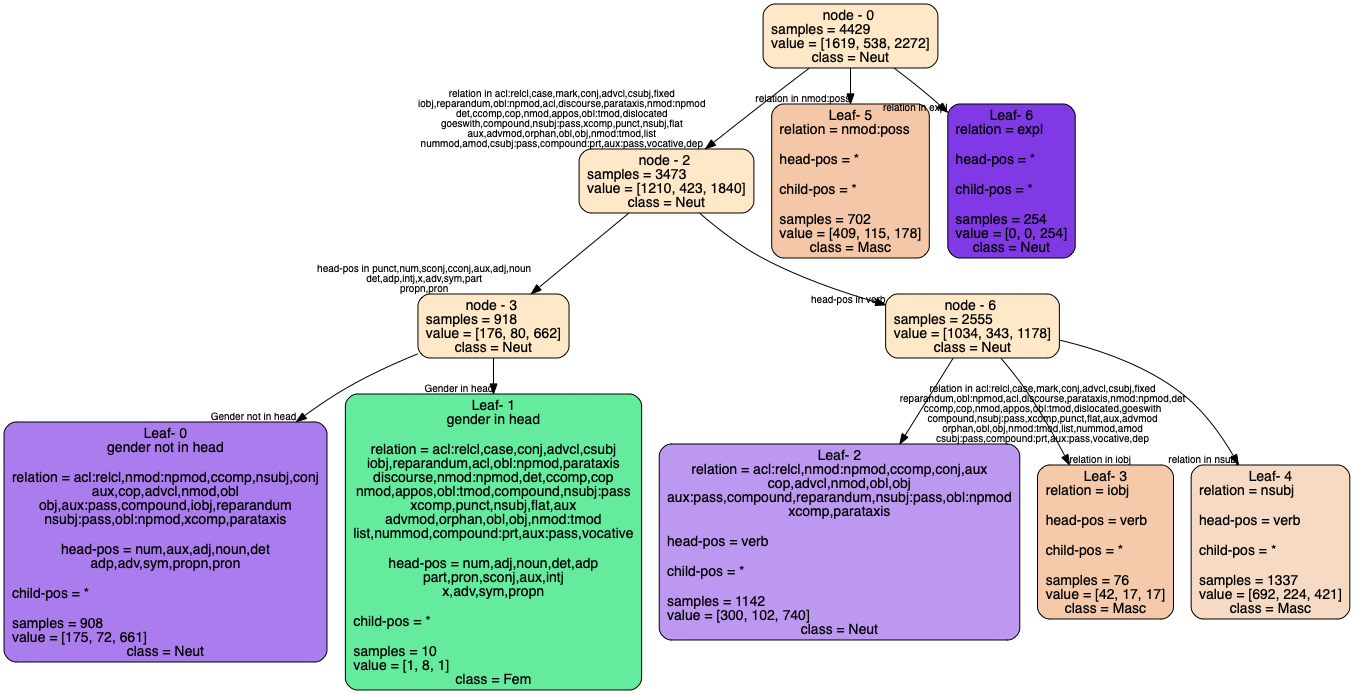 node - 0
samples = 4429
value = [1619, 538, 2272]
class = Neut
relation in acl:relcl,case,mark,conj,advcl,csubj,fixed
iobj,reparandum,obl:npmod,acl,discourse,parataxis,nmod:npmod
det,ccomp,cop,nmod,appos,obl:tmod,dislocated
goeswith,compound,nsubj:pass,xcomp,punct,nsubj,flat
aux,advmod,orphan,obl,obj,nmod:tmod,list
nummod,amod,csubj:pass,compound:prt,aux:pass,vocative,dep
relation in nmod:poss
relation in expl
node - 2
samples = 3473
value = [1210, 423, 1840]
class = Neut
Leaf- 5
relation = nmod:poss
head-pos = *
child-pos = *
samples = 702
value = [409, 115, 178]
class = Masc
Leaf- 6
relation = expl
head-pos = *
child-pos = *
samples = 254
value = [0, 0, 254]
class = Neut
head-pos in punct,num,sconj,cconj,aux,adj,noun
det,adp,intj,x,adv,sym,part
propn,pron
head-pos in verb
node - 3
samples = 918
value = [176, 80, 662]
class = Neut
node - 6
samples = 2555
value = [1034, 343, 1178]
class = Neut
Gender not in head
Gender in head
relation in acl:relcl,case,mark,conj,advcl,csubj,fixed
reparandum,obl:npmod,acl,discourse,parataxis,nmod:npmod,det
ccomp,cop,nmod,appos,obl:tmod,dislocated,goeswith
compound,nsubj:pass,xcomp,punct,flat,aux,advmod
orphan,obl,obj,nmod:tmod,list,nummod,amod
csubj:pass,compound:prt,aux:pass,vocative,dep
relation in iobj
relation in nsubj
Leaf- 0
gender not in head
relation = acl:relcl,nmod:npmod,ccomp,nsubj,conj
aux,cop,advcl,nmod,obl
obj,aux:pass,compound,iobj,reparandum
nsubj:pass,obl:npmod,xcomp,parataxis
head-pos = num,aux,adj,noun,det
adp,adv,sym,propn,pron
child-pos = *
samples = 908
value = [175, 72, 661]
class = Neut
Leaf- 1
gender in head
relation = acl:relcl,case,conj,advcl,csubj
iobj,reparandum,acl,obl:npmod,parataxis
discourse,nmod:npmod,det,ccomp,cop
nmod,appos,obl:tmod,compound,nsubj:pass
xcomp,punct,nsubj,flat,aux
advmod,orphan,obl,obj,nmod:tmod
list,nummod,compound:prt,aux:pass,vocative
head-pos = num,adj,noun,det,adp
part,pron,sconj,aux,intj
x,adv,sym,propn
child-pos = *
samples = 10
value = [1, 8, 1]
class = Fem
Leaf- 2
relation = acl:relcl,nmod:npmod,ccomp,conj,aux
cop,advcl,nmod,obl,obj
aux:pass,compound,reparandum,nsubj:pass,obl:npmod
xcomp,parataxis
head-pos = verb
child-pos = *
samples = 1142
value = [300, 102, 740]
class = Neut
Leaf- 3
relation = iobj
head-pos = verb
child-pos = *
samples = 76
value = [42, 17, 17]
class = Masc
Leaf- 4
relation = nsubj
head-pos = verb
child-pos = *
samples = 1337
value = [692, 224, 421]
class = Masc